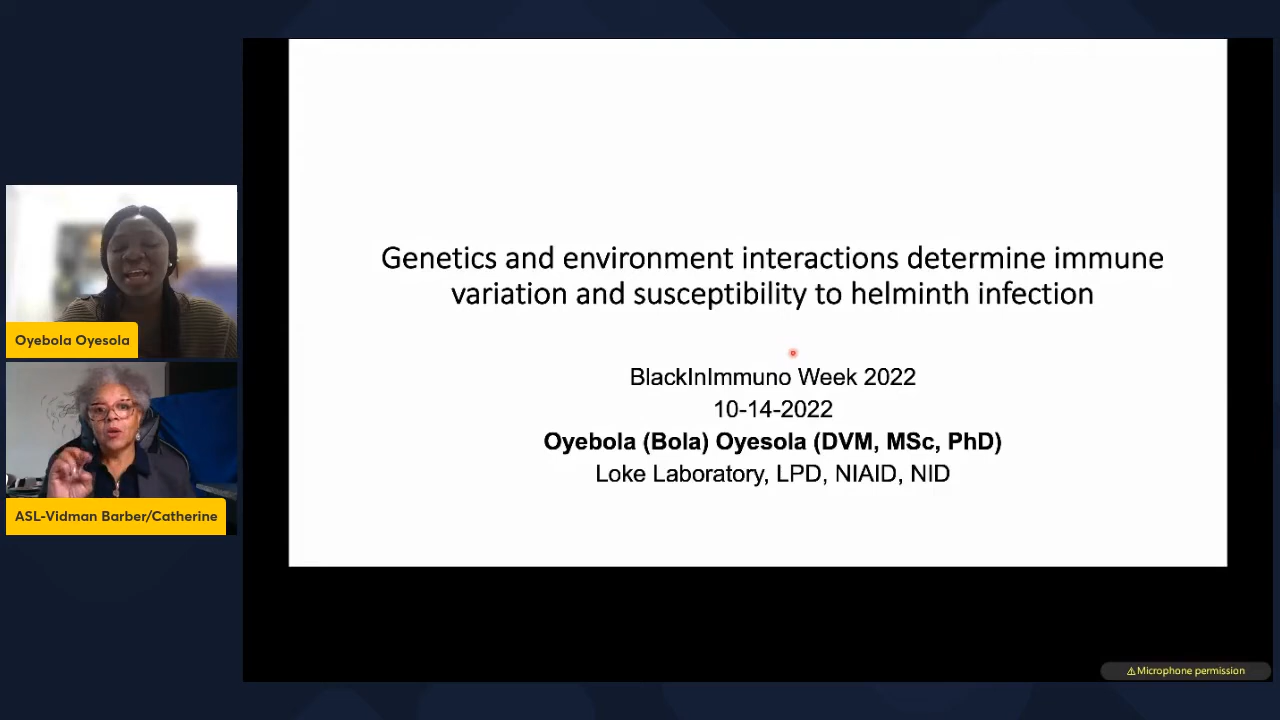 Genetics and environment interactions determine immune
variation and susceptibility to helminth infection
BlackInImmuno Week 2022
10-14-2022
Oyebola (Bola) Oyesola (DVM, MSc, PhD)
Loke Laboratory, LPD, NIAID, NID
Oyebola Oyesola
ASL-Vidman Barber/Catherine
⚠Microphone permission